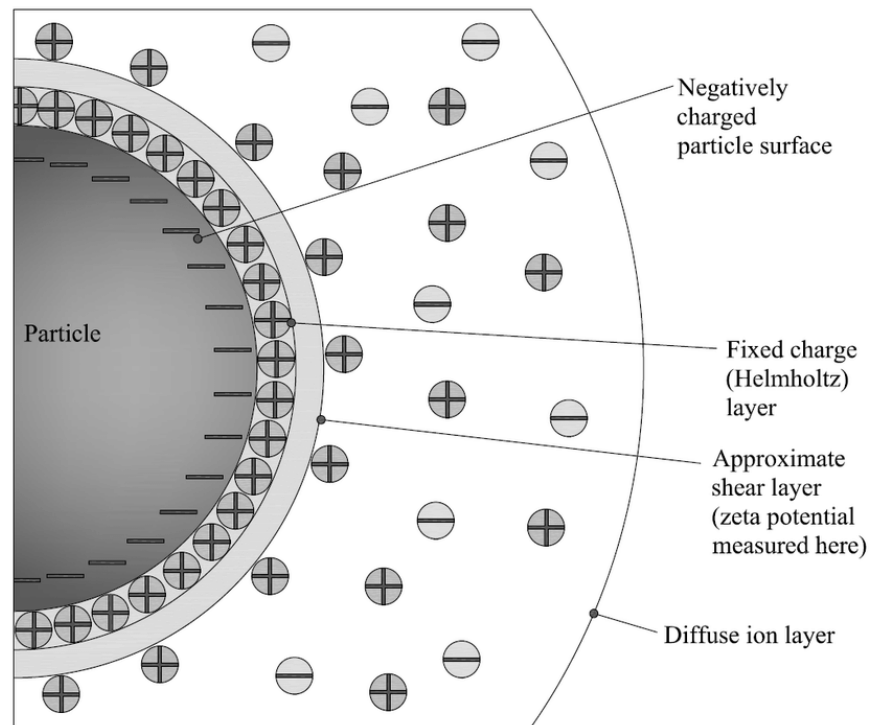 Negatively
charged
particle surface
Particle
Fixed charge
(Helmholtz)
layer
Approximate
shear layer
(zeta potential
measured here)
Diffuse ion layer